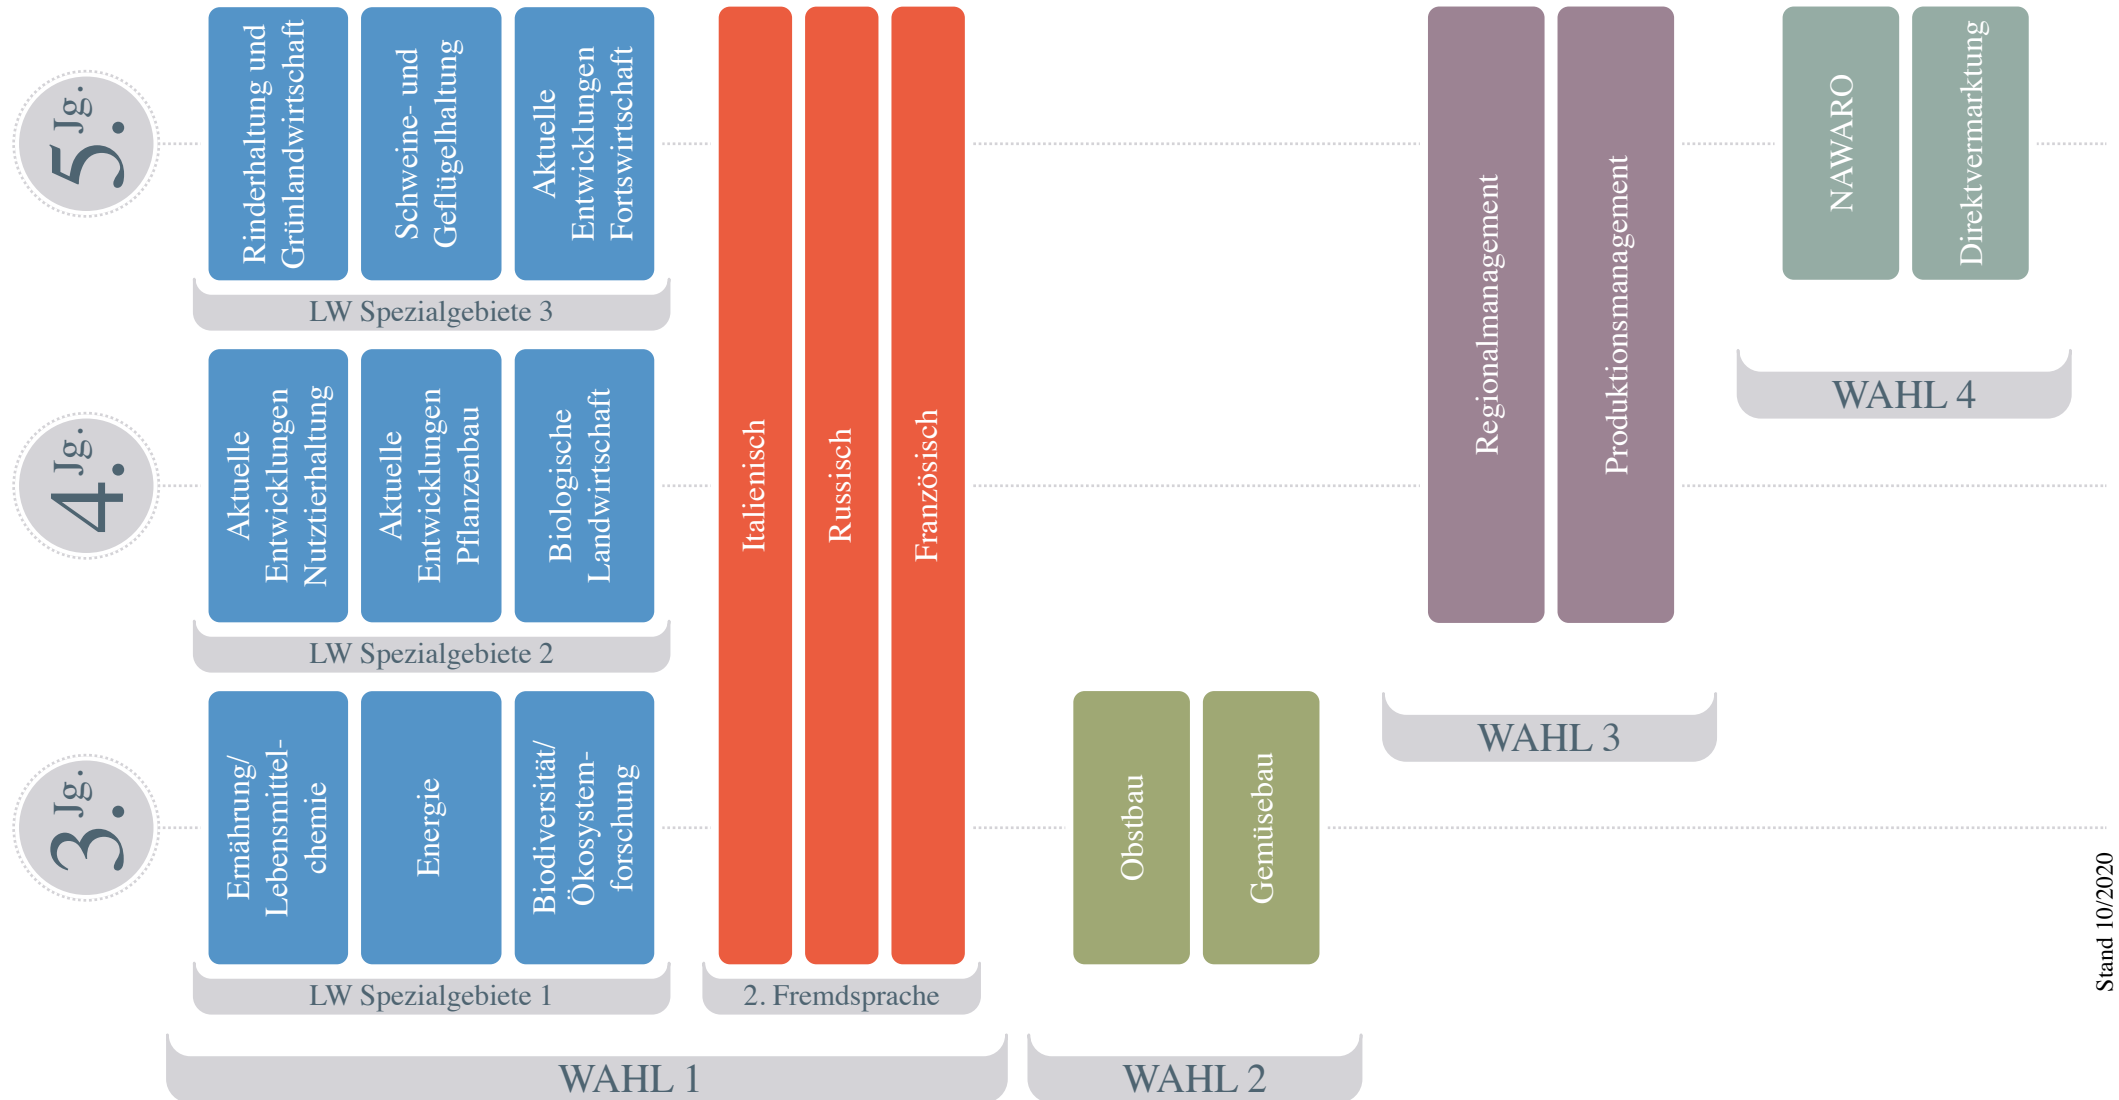 5. Jg.
Rinderhaltung und
Grünlandwirtschaft
Schweine- und
Geflügelhaltung
Aktuelle
Entwicklungen
Fortswirtschaft
LW Spezialgebiete 3
4. Jg.
Aktuelle
Entwicklungen
Nutztierhaltung
Aktuelle
Entwicklungen
Pflanzenbau
Biologische
Landwirtschaft
LW Spezialgebiete 2
3. Jg.
Ernährung/
Lebensmittel-
chemie
Energie
Biodiversität/
Ökosystem-
forschung
LW Spezialgebiete 1
Italienisch
Russisch
Französisch
2. Fremdsprache
WAHL 1
Obstbau
Gemüsebau
WAHL 2
Regionalmanagement
Produktionsmanagement
WAHL 3
NAWARO
Direktvermarktung
WAHL 4
Stand 10/2020